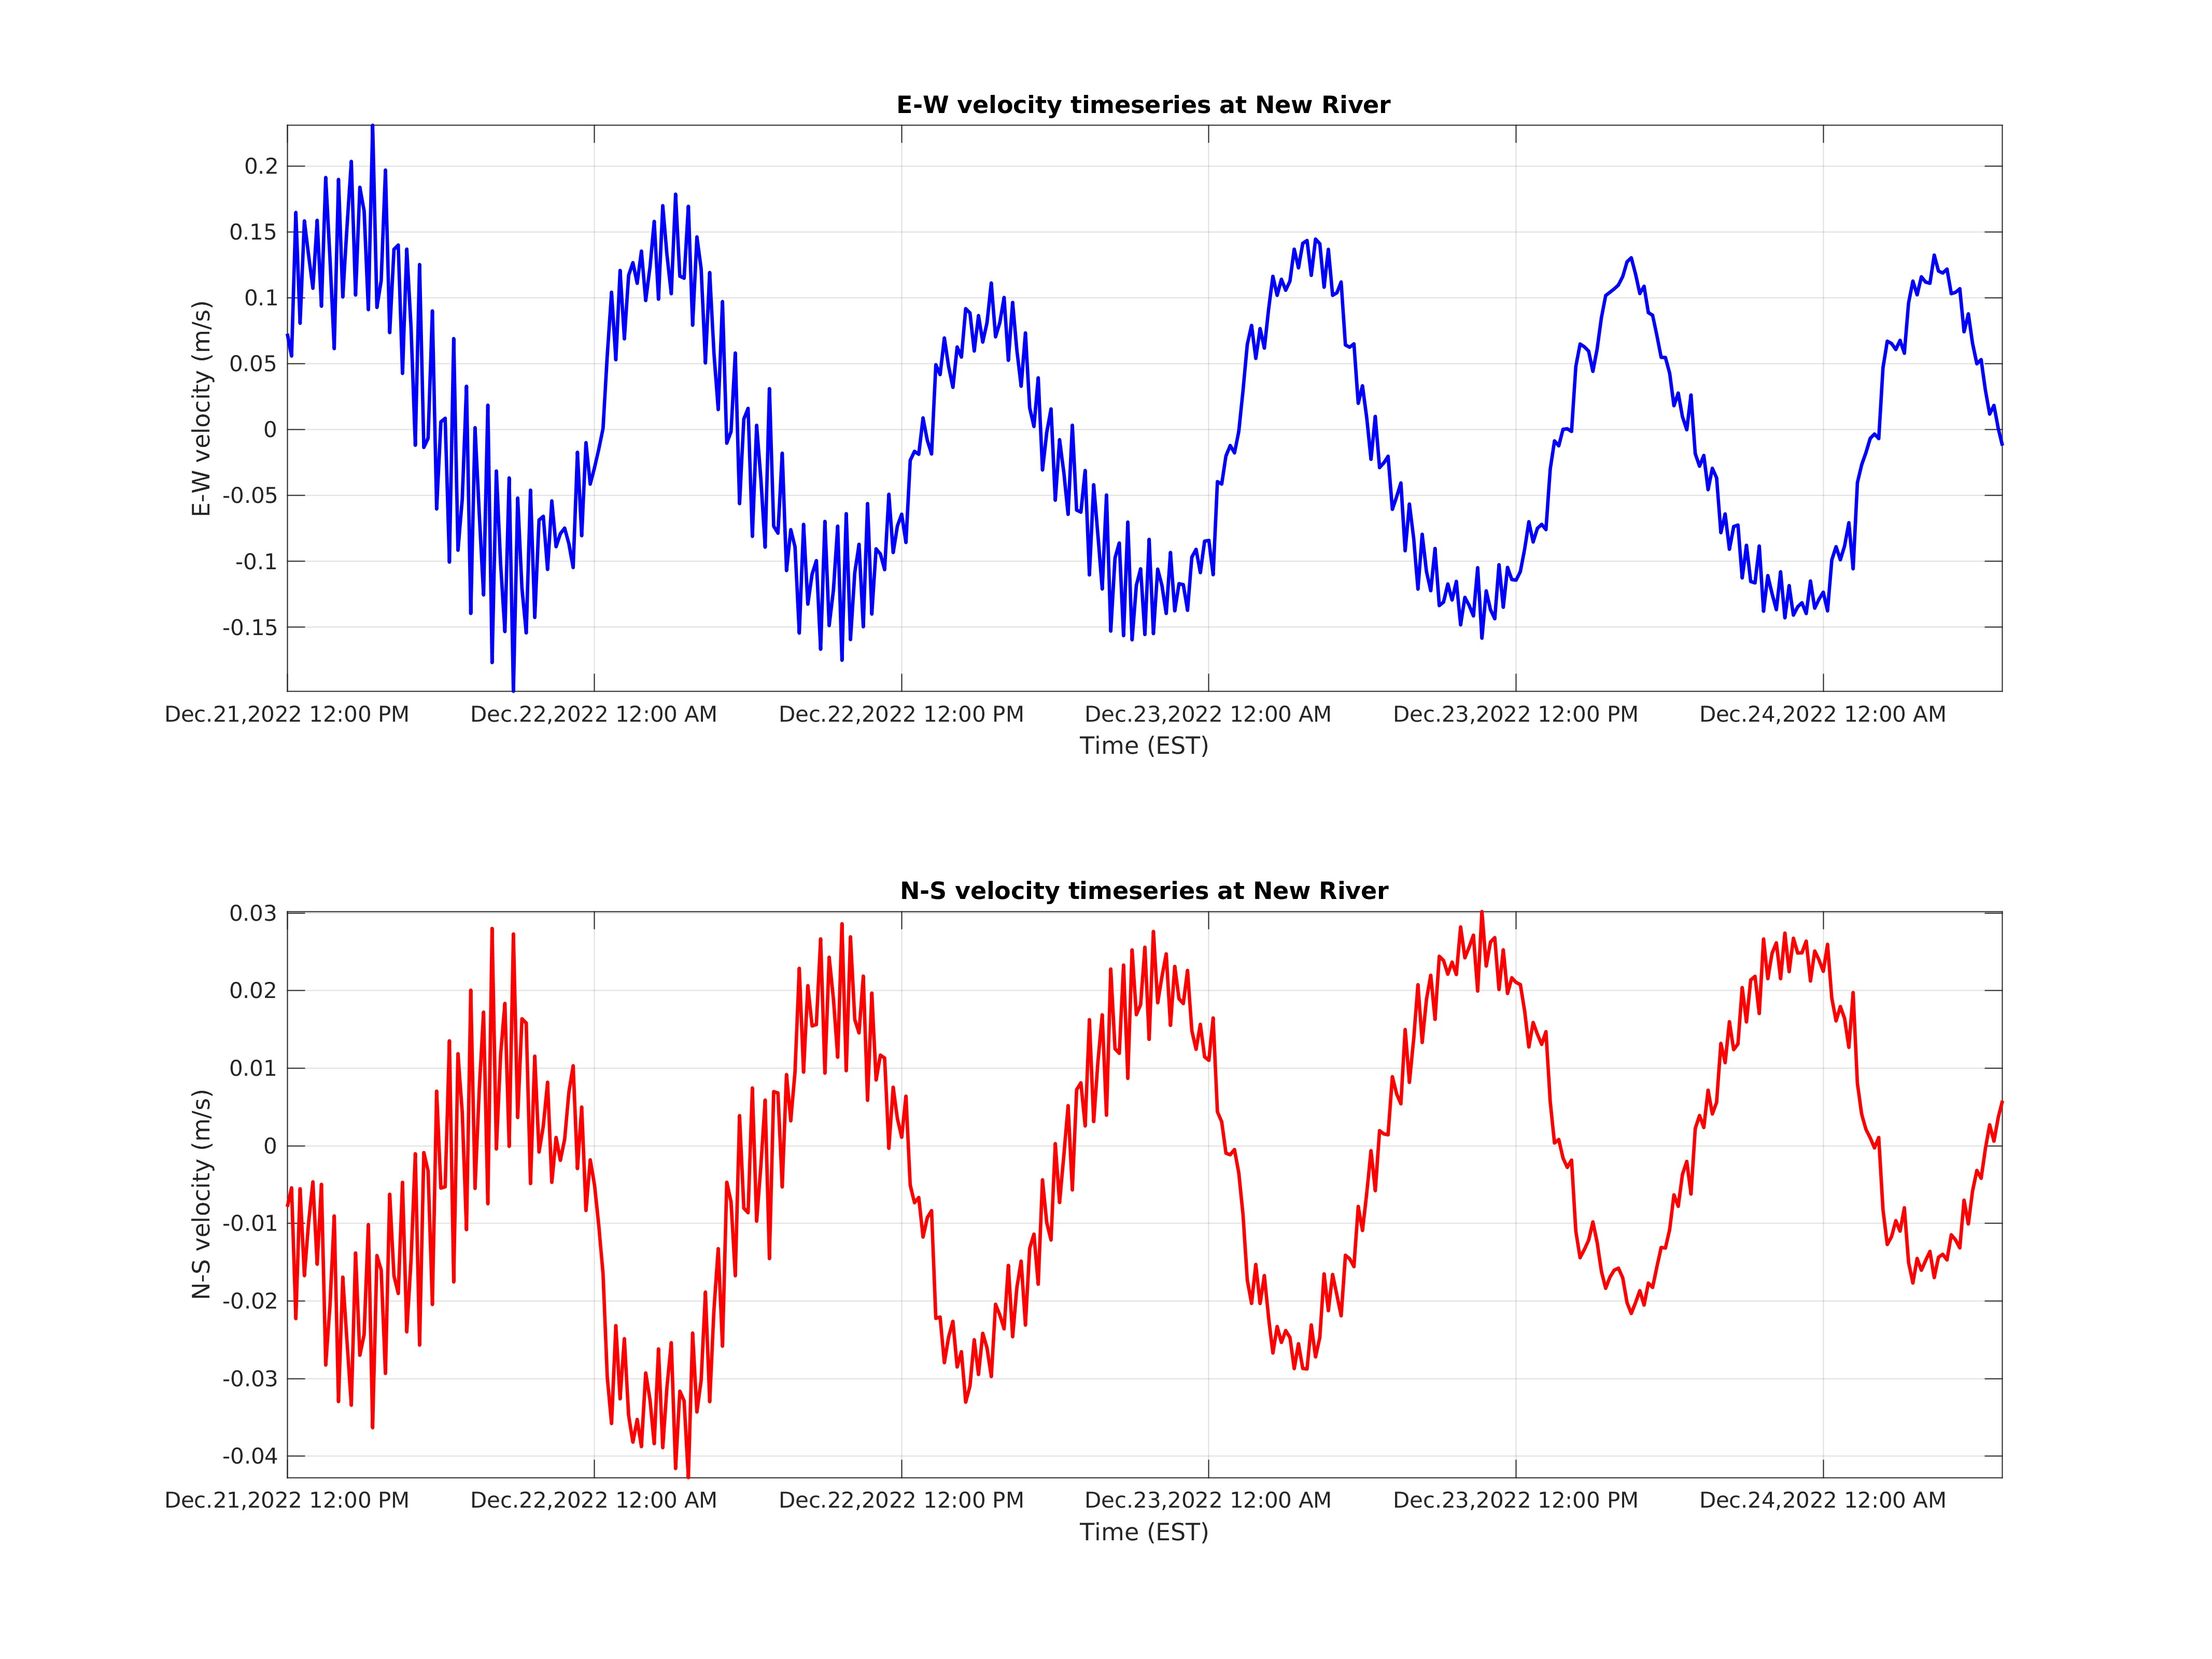 E-W velocity timeseries at New River
E-W velocity (m/s)
0.2
0.15
0.1
0.05
0
-0.05
-0.1
-0.15
Dec.21,2022 12:00 PM Dec.22,2022 12:00 AM Dec.22,2022 12:00 PM Dec.23,2022 12:00 AM Dec.23,2022 12:00 PM Dec.24,2022 12:00 AM
Time (EST)
N-S velocity timeseries at New River
N-S velocity (m/s)
0.03
0.02
0.01
0
-0.01
-0.02
-0.03
-0.04
Dec.21,2022 12:00 PM Dec.22,2022 12:00 AM Dec.22,2022 12:00 PM Dec.23,2022 12:00 AM Dec.23,2022 12:00 PM Dec.24,2022 12:00 AM
Time (EST)